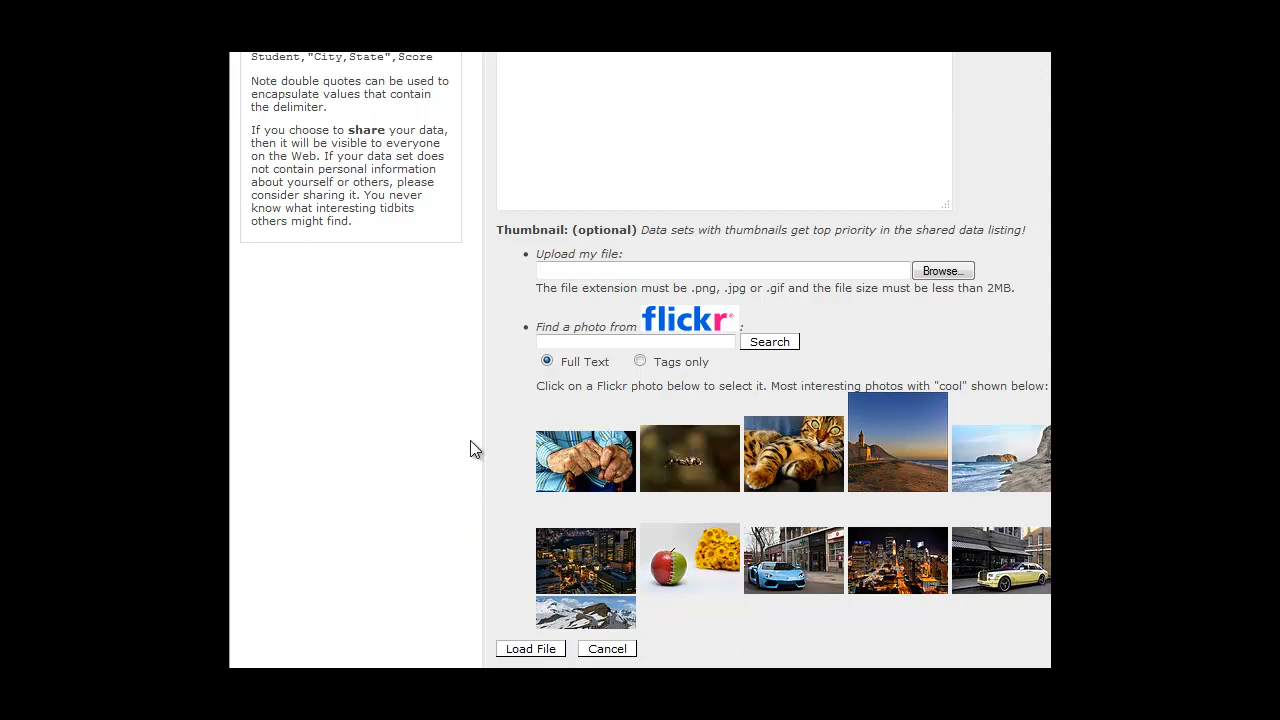 Student,"City,State",Score
Note double quotes can be used to
encapsulate values that contain
the delimiter.
If you choose to share your data,
then it will be visible to everyone
on the Web. If your data set does
not contain personal information
about yourself or others, please
consider sharing it. You never
know what interesting tidbits
others might find.
Thumbnail: (optional) Data sets with thumbnails get top priority in the shared data listing!
Upload my file:
Browse...
The file extension must be .png, .jpg or .gif and the file size must be less than 2MB.
Find a photo from flickr® :
Search
Full Text Tags only
Click on a Flickr photo below to select it. Most interesting photos with "cool" shown below:
Load File Cancel